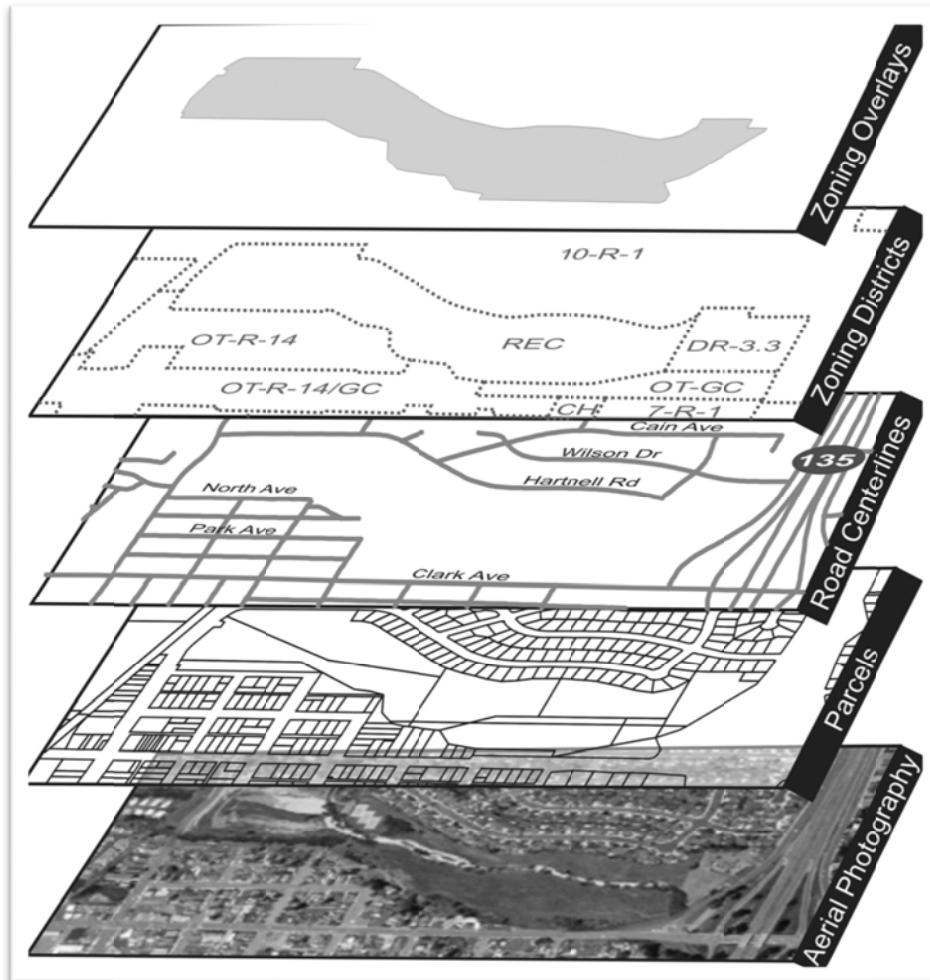 Zoning Overlays
Zoning Districts
10-R-1
OT-R-14
REC
DR-3.3
OT-R-14/GC
OT-GC
CH
7-R-1
Road Centerlines
Cain Ave
Wilson Dr
135
Hartnell Rd
North Ave
Park Ave
Clark Ave
Parcels
Aerial Photography